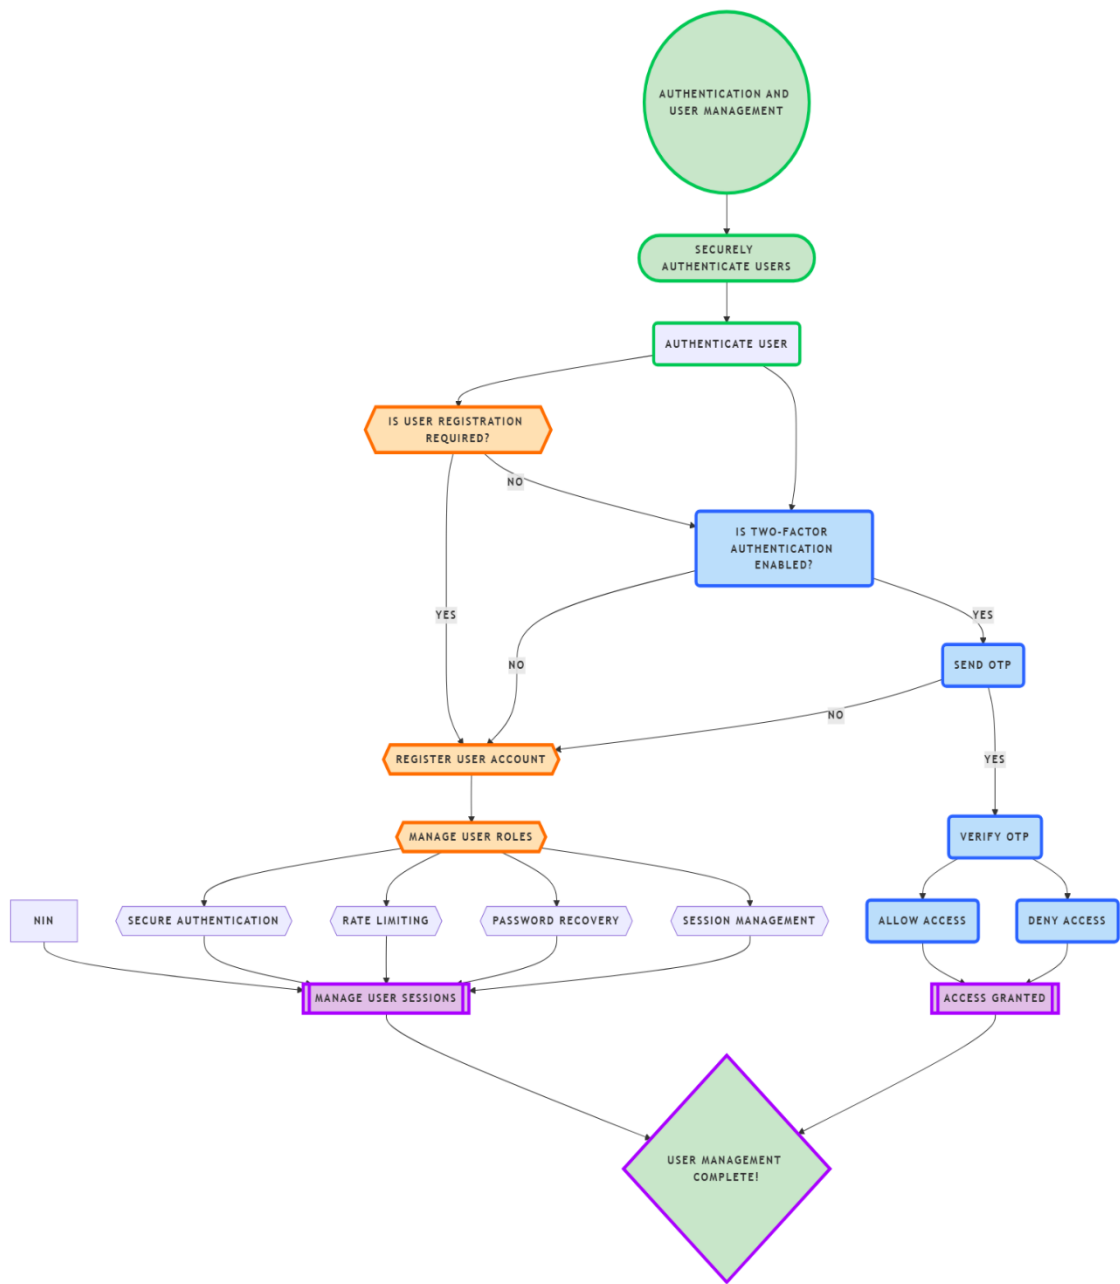 AUTHENTICATION AND
USER MANAGEMENT
SECURELY
AUTHENTICATE USERS
AUTHENTICATE USER
IS USER REGISTRATION
REQUIRED?
NO
IS TWO-FACTOR
AUTHENTICATION
ENABLED?
YES
YES
NO
SEND OTP
NO
REGISTER USER ACCOUNT
YES
MANAGE USER ROLES
VERIFY OTP
NIN
SECURE AUTHENTICATION
RATE LIMITING
PASSWORD RECOVERY
SESSION MANAGEMENT
ALLOW ACCESS
DENY ACCESS
MANAGE USER SESSIONS
ACCESS GRANTED
USER MANAGEMENT
COMPLETE!